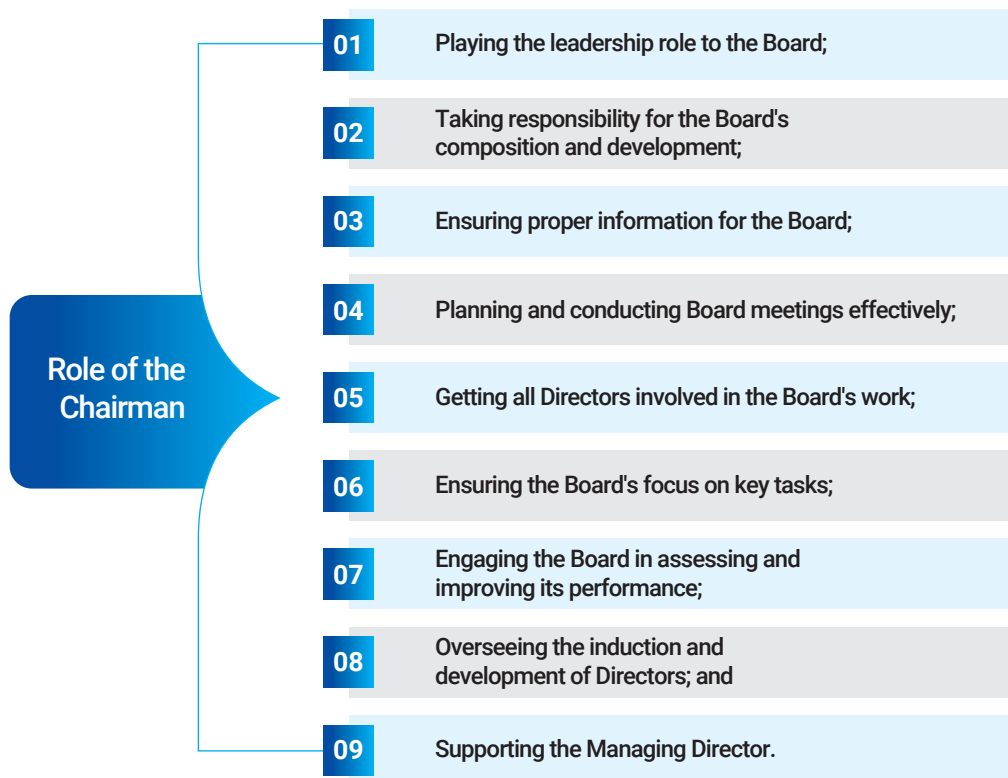 Role of the
Chairman
01
Playing the leadership role to the Board;
02
Taking responsibility for the Board's
composition and development;
03
Ensuring proper information for the Board;
04
Planning and conducting Board meetings effectively;
05
Getting all Directors involved in the Board's work;
06
Ensuring the Board's focus on key tasks;
07
Engaging the Board in assessing and
improving its performance;
08
Overseeing the induction and
development of Directors; and
09
Supporting the Managing Director.